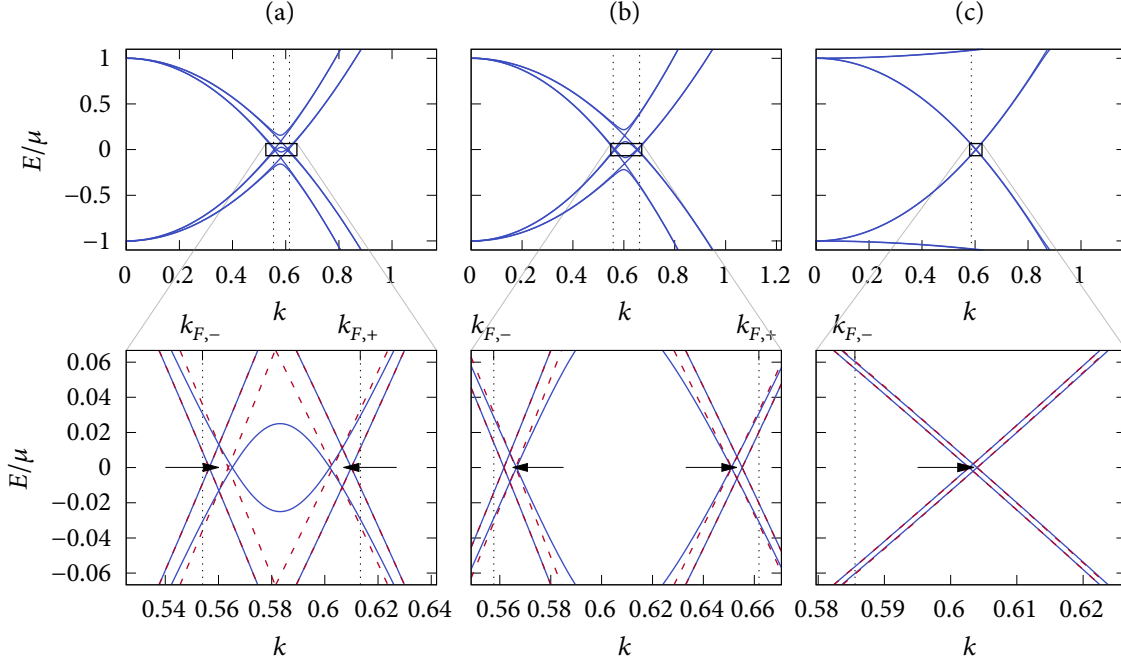 (a) (b) (c)
E/μ
1
0.5
0
−0.5
−1
0 0.2 0.4 0.6 0.8 1
0 0.2 0.4 0.6 0.8 1 1.2
0 0.2 0.4 0.6 0.8 1
k k k
k_{F,−} k_{F,+} k_{F,−} k_{F,+} k_{F,−}
E/μ
0.06
0.04
0.02
0
−0.02
−0.04
−0.06
0.54 0.56 0.58 0.6 0.62 0.64
0.56 0.58 0.6 0.62 0.64 0.66
0.58 0.59 0.6 0.61 0.62
k k k